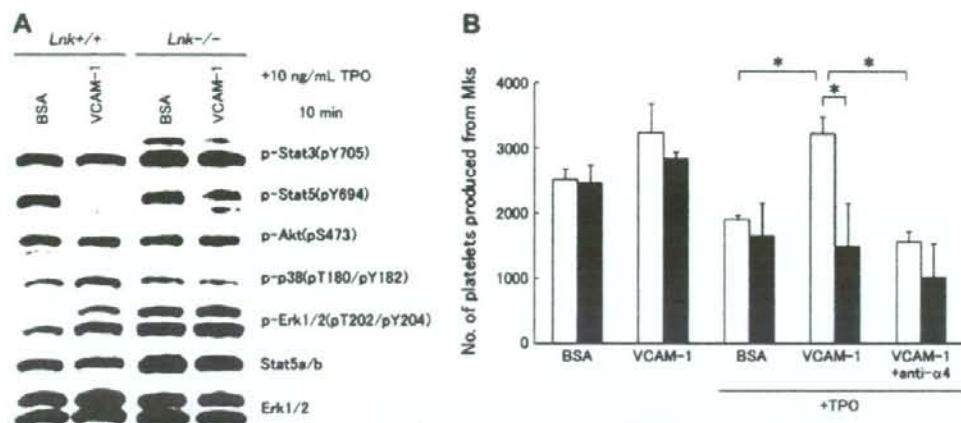 A
Lnk+/+
Lnk-/-
BSA
VCAM-1
BSA
VCAM-1
+10 ng/mL TPO
10 min
p-Stat3(pY705)
p-Stat5(pY694)
p-Akt(pS473)
p-p38(pT180/pY182)
p-Erk1/2(pT202/pY204)
Stat5a/b
Erk1/2
B
No. of platelets produced from Mks
4000
3000
2000
1000
0
*
*
*
BSA
VCAM-1
BSA
VCAM-1
VCAM-1
+anti-α4
+TPO